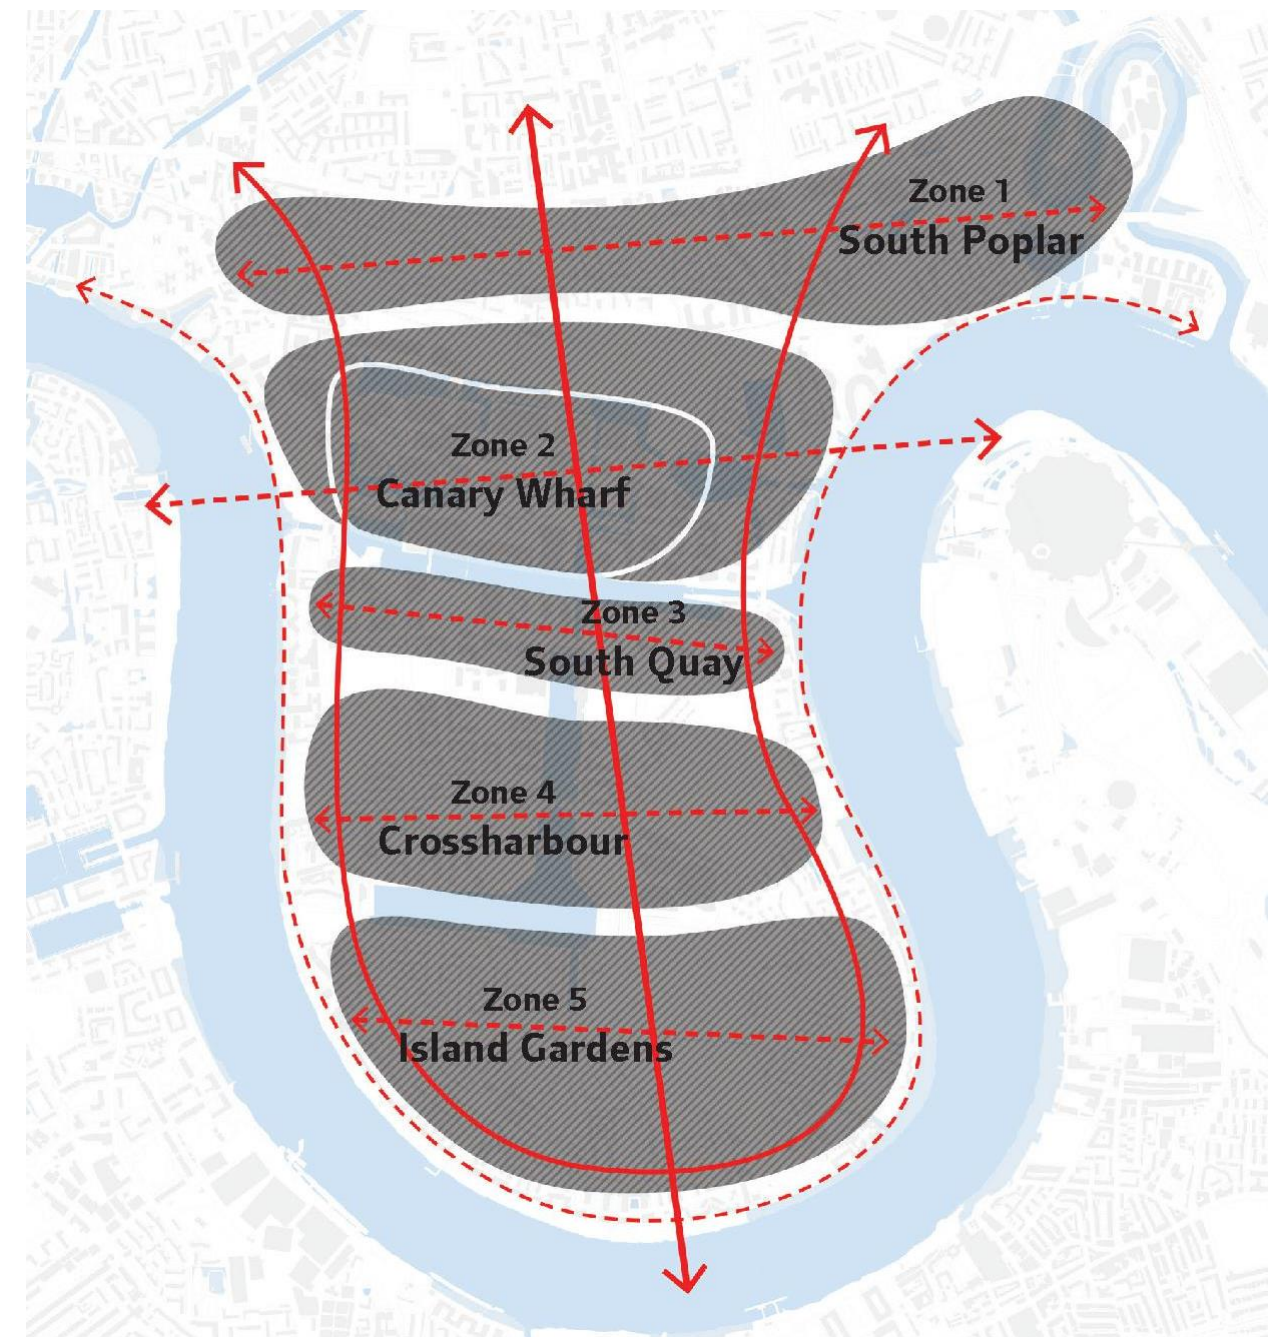 Zone 1
South Poplar
Zone 2
Canary Wharf
Zone 3
South Quay
Zone 4
Crossharbour
Zone 5
Island Gardens